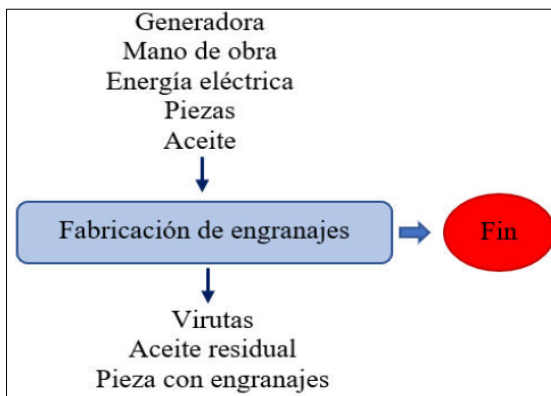 Generadora
Mano de obra
Energía eléctrica
Piezas
Aceite
Fabricación de engranajes
Fin
Virutas
Aceite residual
Pieza con engranajes